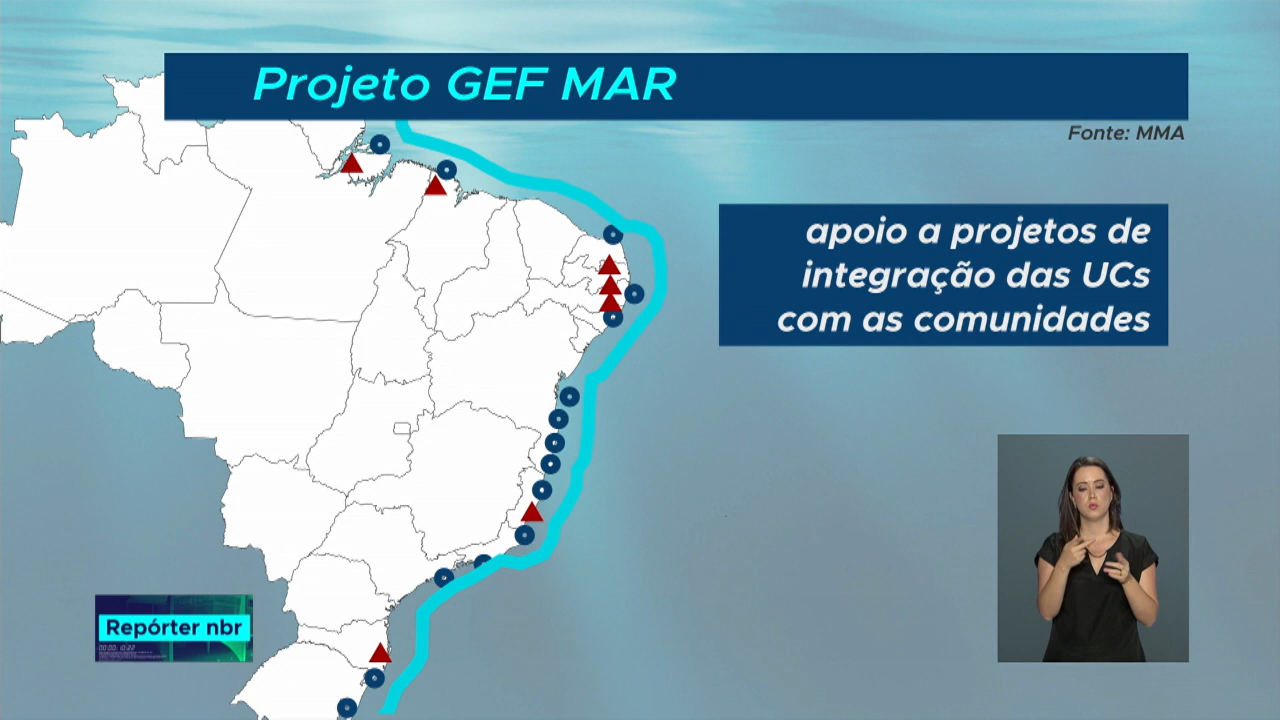 Projeto GEF MAR
Fonte: MMA
apoio a projetos de
integração das UCs
com as comunidades
Repórter nbr